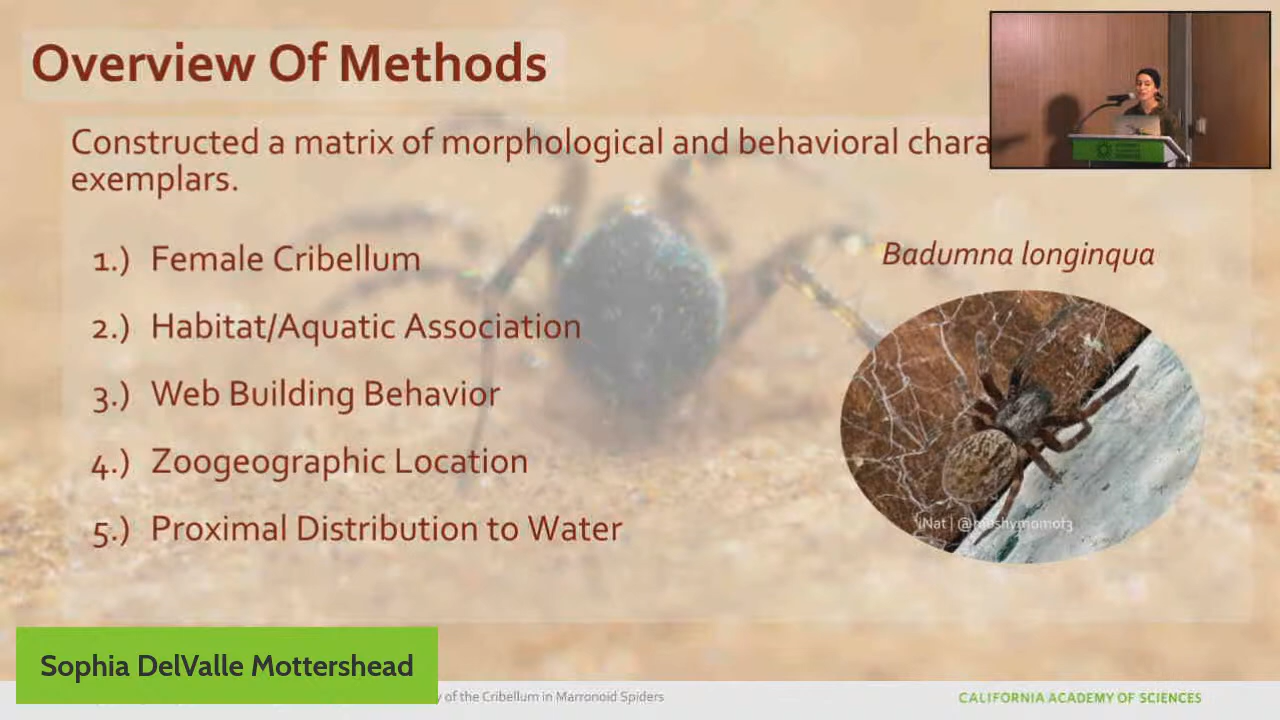 Overview Of Methods
Constructed a matrix of morphological and behavioral chara
exemplars.
1.) Female Cribellum
2.) Habitat/Aquatic Association
3.) Web Building Behavior
4.) Zoogeographic Location
5.) Proximal Distribution to Water
Badumna longinqua
iNat | @meshymomof3
Sophia DelValle Mottershead
y of the Cribellum in Marronoid Spiders
CALIFORNIA ACADEMY OF SCIENCES